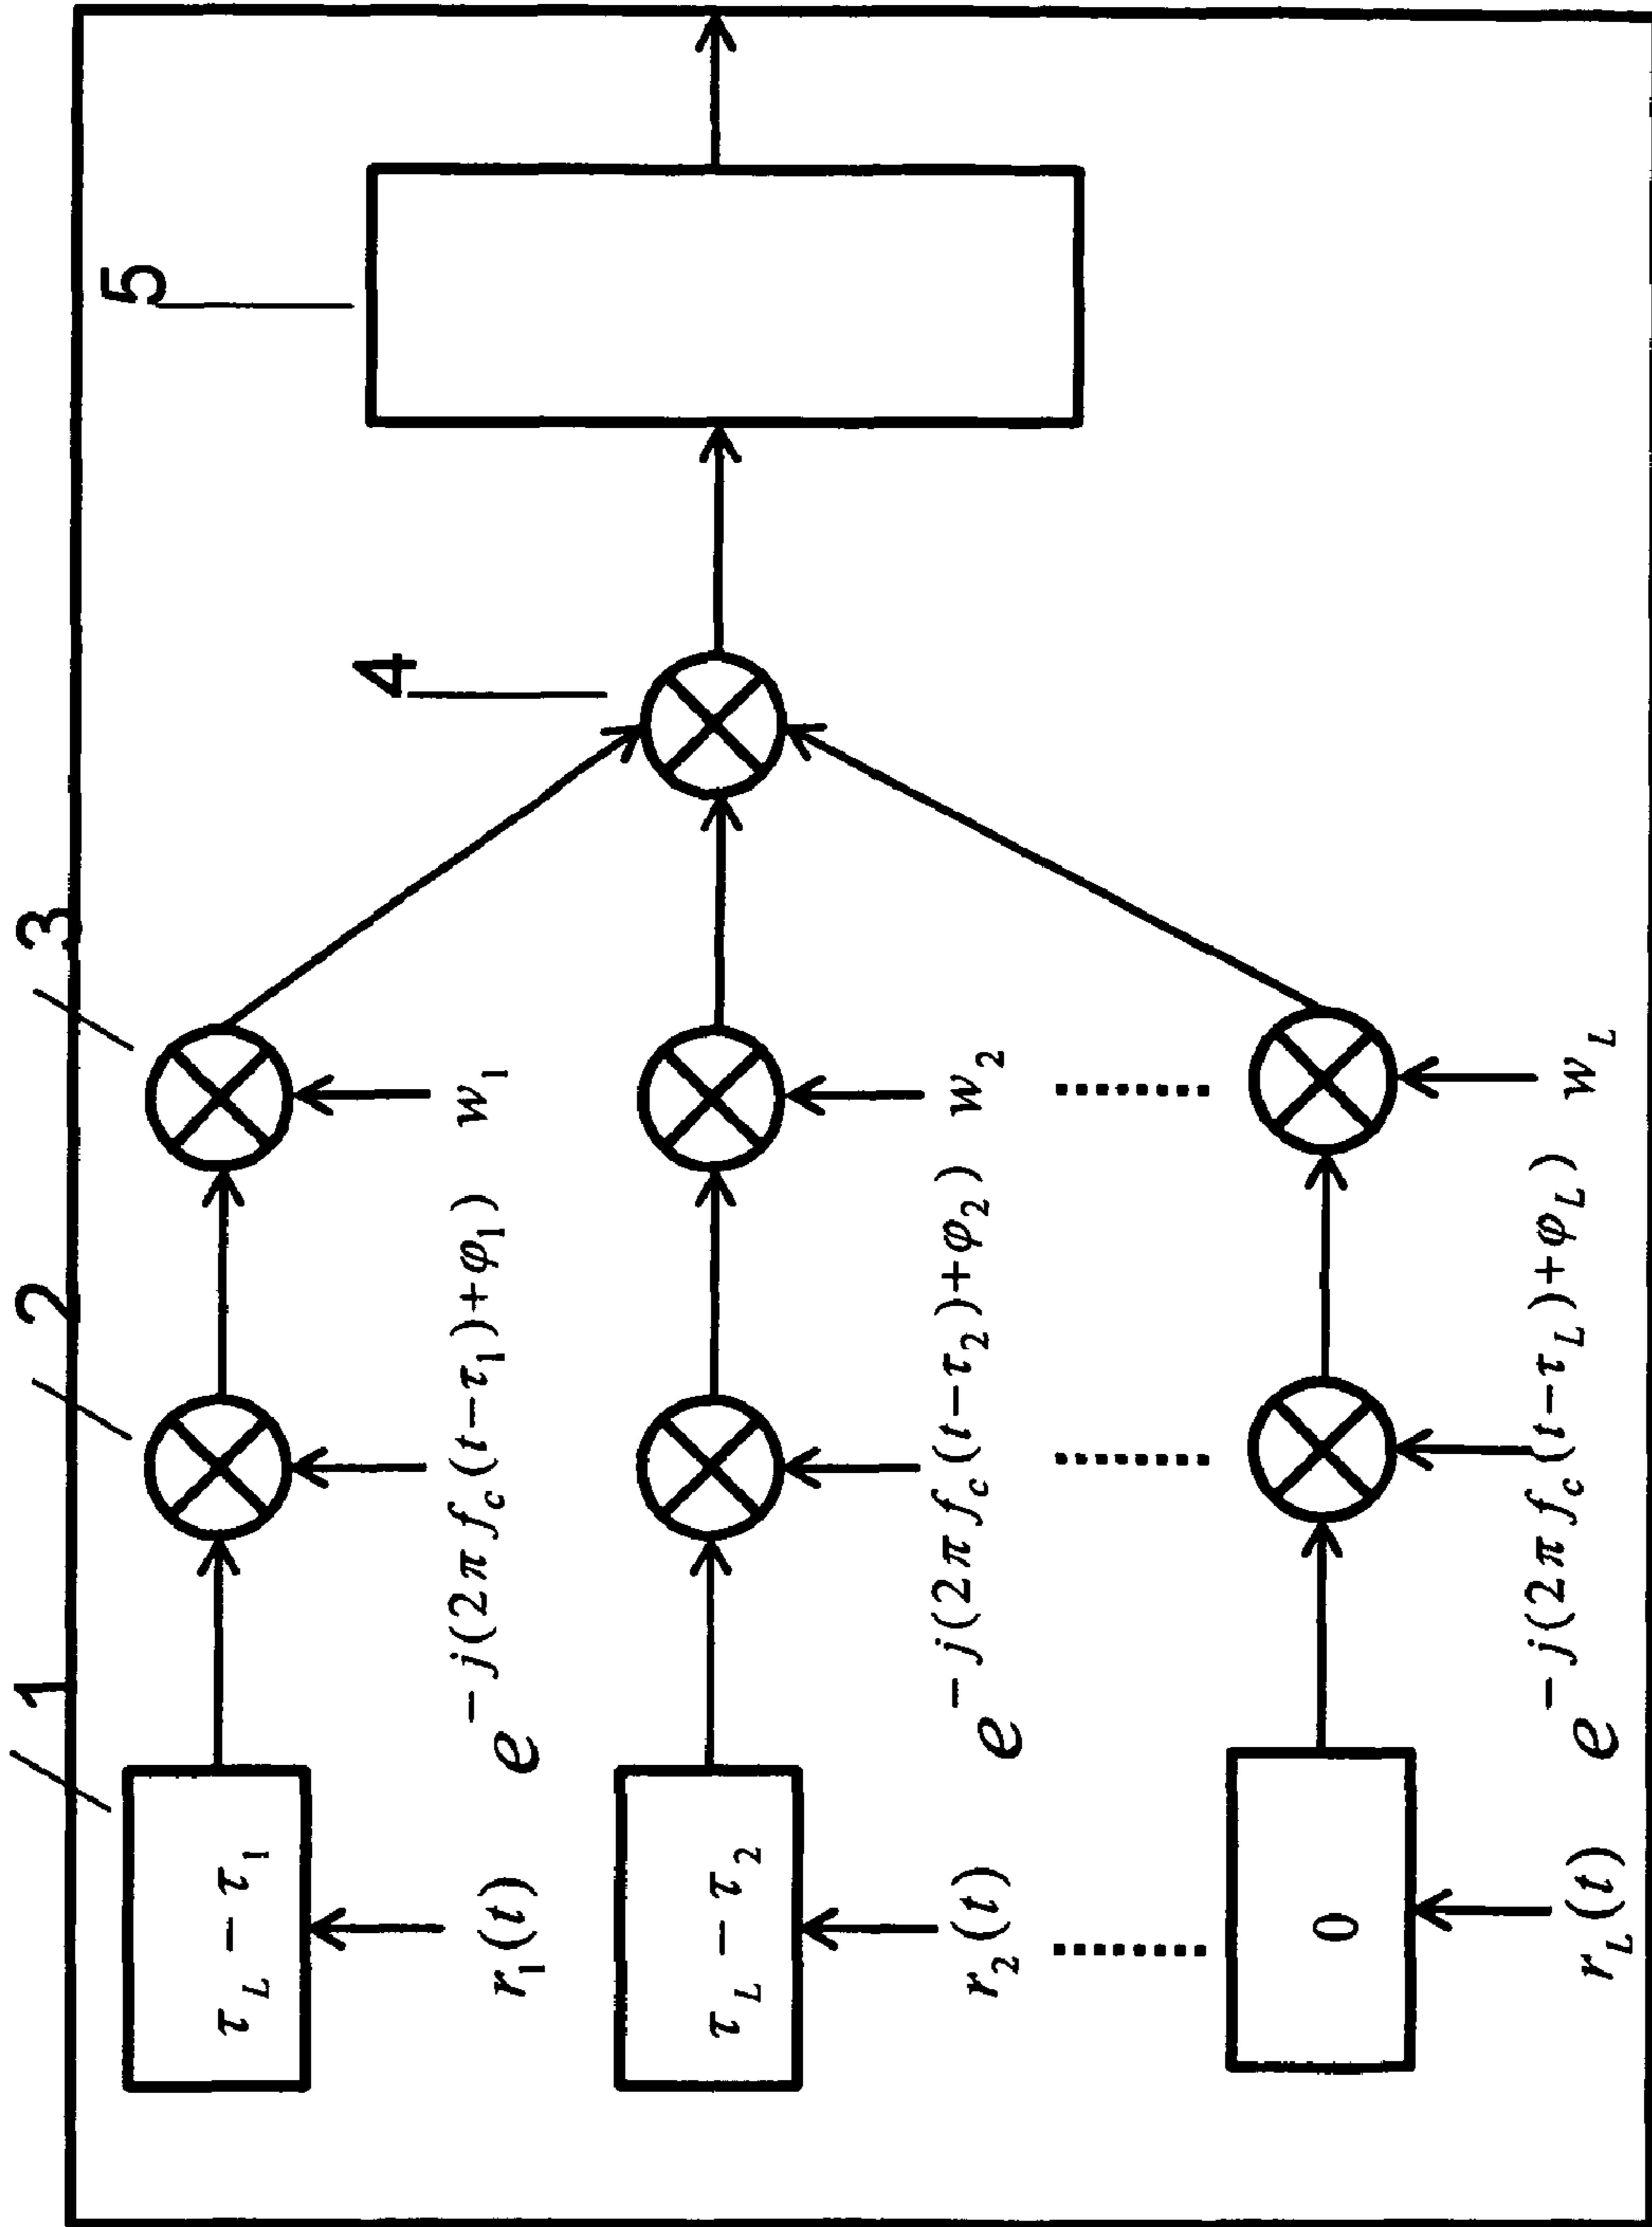 1
2
3
4
5
τ_L − τ_1
r_1(t)
e^−j(2πf_c(t−τ_1)+φ_1)
w_1
τ_L − τ_2
r_2(t)
e^−j(2πf_c(t−τ_2)+φ_2)
w_2
0
r_L(t)
e^−j(2πf_c(t−τ_L)+φ_L)
w_L